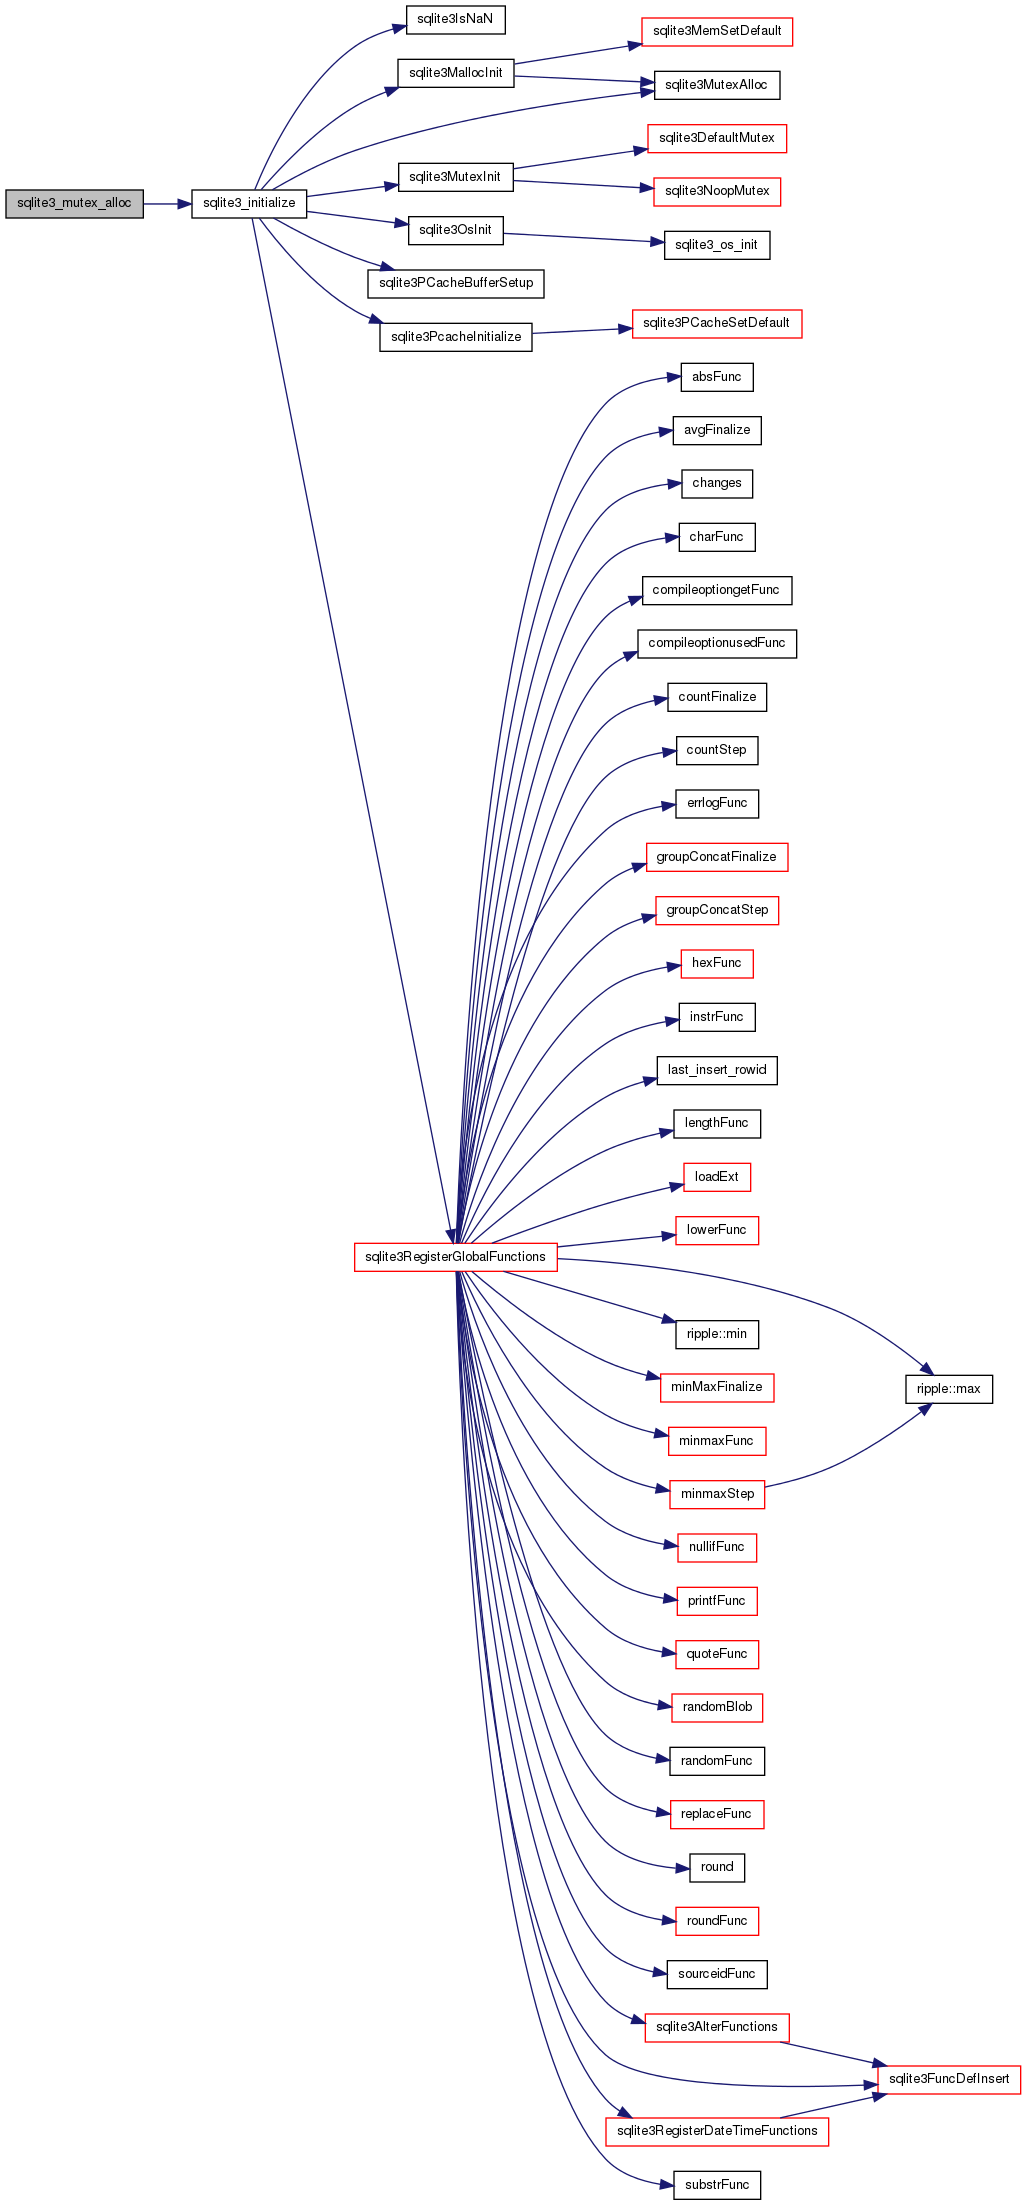 sqlite3IsNaN
sqlite3MemSetDefault
sqlite3MallocInit
sqlite3MutexAlloc
sqlite3DefaultMutex
sqlite3MutexInit
sqlite3NoopMutex
sqlite3_mutex_alloc
sqlite3_initialize
sqlite3OsInit
sqlite3_os_init
sqlite3PCacheBufferSetup
sqlite3PcacheInitialize
sqlite3PCacheSetDefault
absFunc
avgFinalize
changes
charFunc
compileoptiongetFunc
compileoptionusedFunc
countFinalize
countStep
errlogFunc
groupConcatFinalize
groupConcatStep
hexFunc
instrFunc
last_insert_rowid
lengthFunc
loadExt
lowerFunc
sqlite3RegisterGlobalFunctions
ripple::min
minMaxFinalize
ripple::max
minmaxFunc
minmaxStep
nullifFunc
printfFunc
quoteFunc
randomBlob
randomFunc
replaceFunc
round
roundFunc
sourceidFunc
sqlite3AlterFunctions
sqlite3FuncDefInsert
sqlite3RegisterDateTimeFunctions
substrFunc